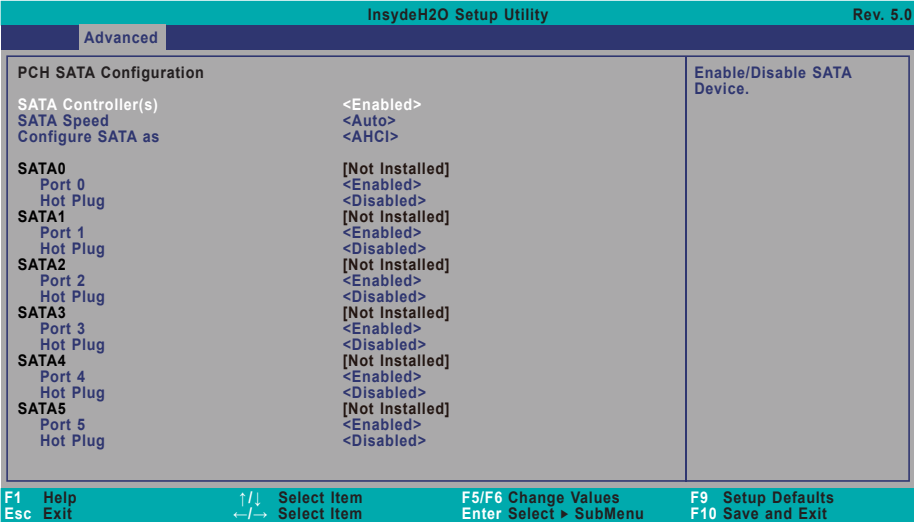 InsydeH2O Setup Utility Rev. 5.0
Advanced
PCH SATA Configuration
SATA Controller(s) <Enabled>
SATA Speed <Auto>
Configure SATA as <AHCI>
SATA0 [Not Installed]
Port 0 <Enabled>
Hot Plug <Disabled>
SATA1 [Not Installed]
Port 1 <Enabled>
Hot Plug <Disabled>
SATA2 [Not Installed]
Port 2 <Enabled>
Hot Plug <Disabled>
SATA3 [Not Installed]
Port 3 <Enabled>
Hot Plug <Disabled>
SATA4 [Not Installed]
Port 4 <Enabled>
Hot Plug <Disabled>
SATA5 [Not Installed]
Port 5 <Enabled>
Hot Plug <Disabled>
Enable/Disable SATA
Device.
F1 Help ↑/↓ Select Item F5/F6 Change Values F9 Setup Defaults
Esc Exit ←/→ Select Item Enter Select ▸ SubMenu F10 Save and Exit